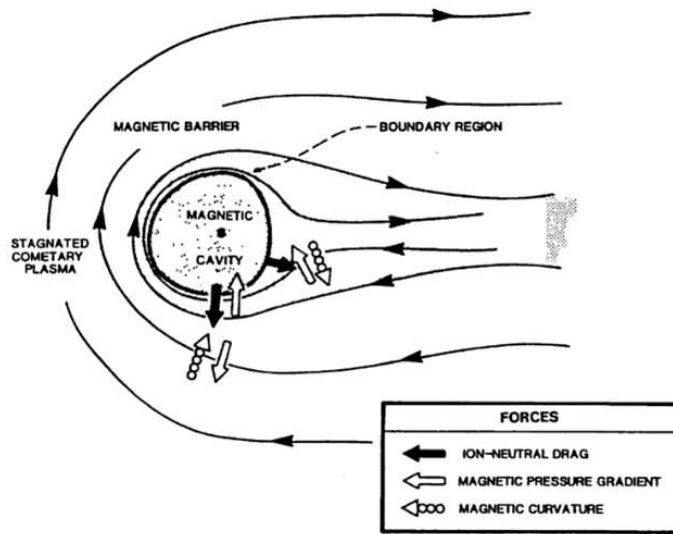 MAGNETIC BARRIER
BOUNDARY REGION
MAGNETIC
CAVITY
STAGNATED
COMETARY
PLASMA
FORCES
ION-NEUTRAL DRAG
MAGNETIC PRESSURE GRADIENT
MAGNETIC CURVATURE